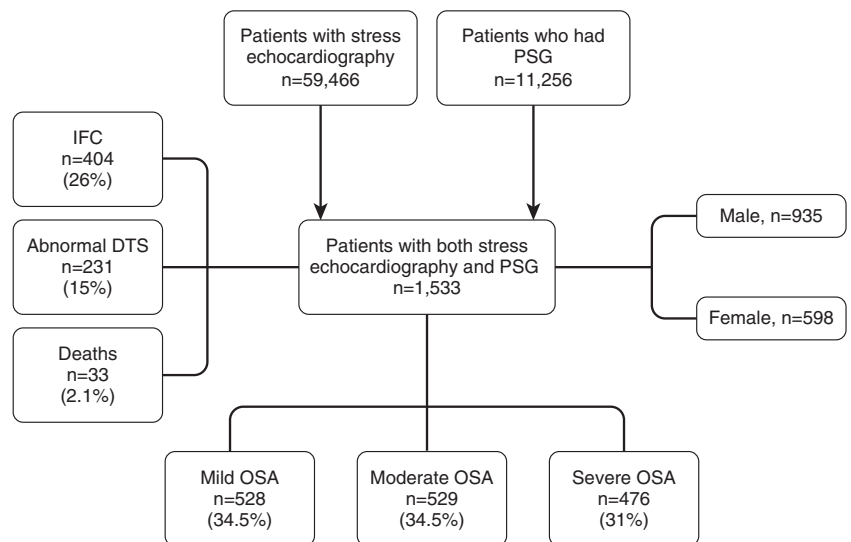 Patients with stress
echocardiography
n=59,466
Patients who had
PSG
n=11,256
IFC
n=404
(26%)
Abnormal DTS
n=231
(15%)
Deaths
n=33
(2.1%)
Patients with both stress
echocardiography and PSG
n=1,533
Male, n=935
Female, n=598
Mild OSA
n=528
(34.5%)
Moderate OSA
n=529
(34.5%)
Severe OSA
n=476
(31%)